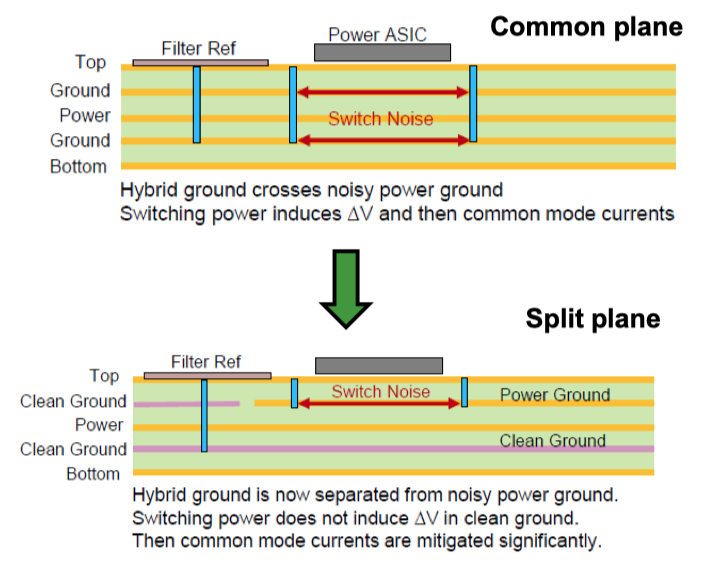 Common plane
Power ASIC
Filter Ref
Top
Ground
Power
Switch Noise
Ground
Bottom
Hybrid ground crosses noisy power ground
Switching power induces ΔV and then common mode currents
Split plane
Filter Ref
Top
Switch Noise
Power Ground
Clean Ground
Power
Clean Ground
Clean Ground
Bottom
Hybrid ground is now separated from noisy power ground.
Switching power does not induce ΔV in clean ground.
Then common mode currents are mitigated significantly.